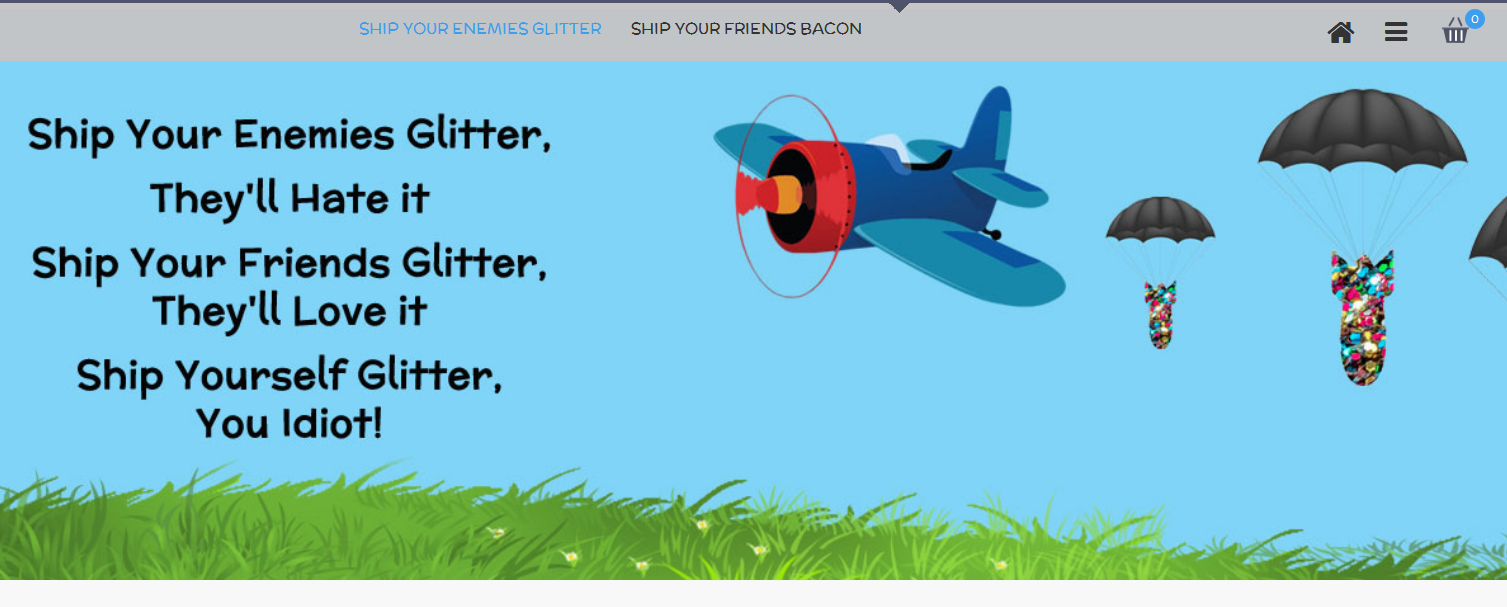 SHIP YOUR ENEMIES GLITTER SHIP YOUR FRIENDS BACON
0
Ship Your Enemies Glitter,
They'll Hate it
Ship Your Friends Glitter,
They'll Love it
Ship Yourself Glitter,
You Idiot!